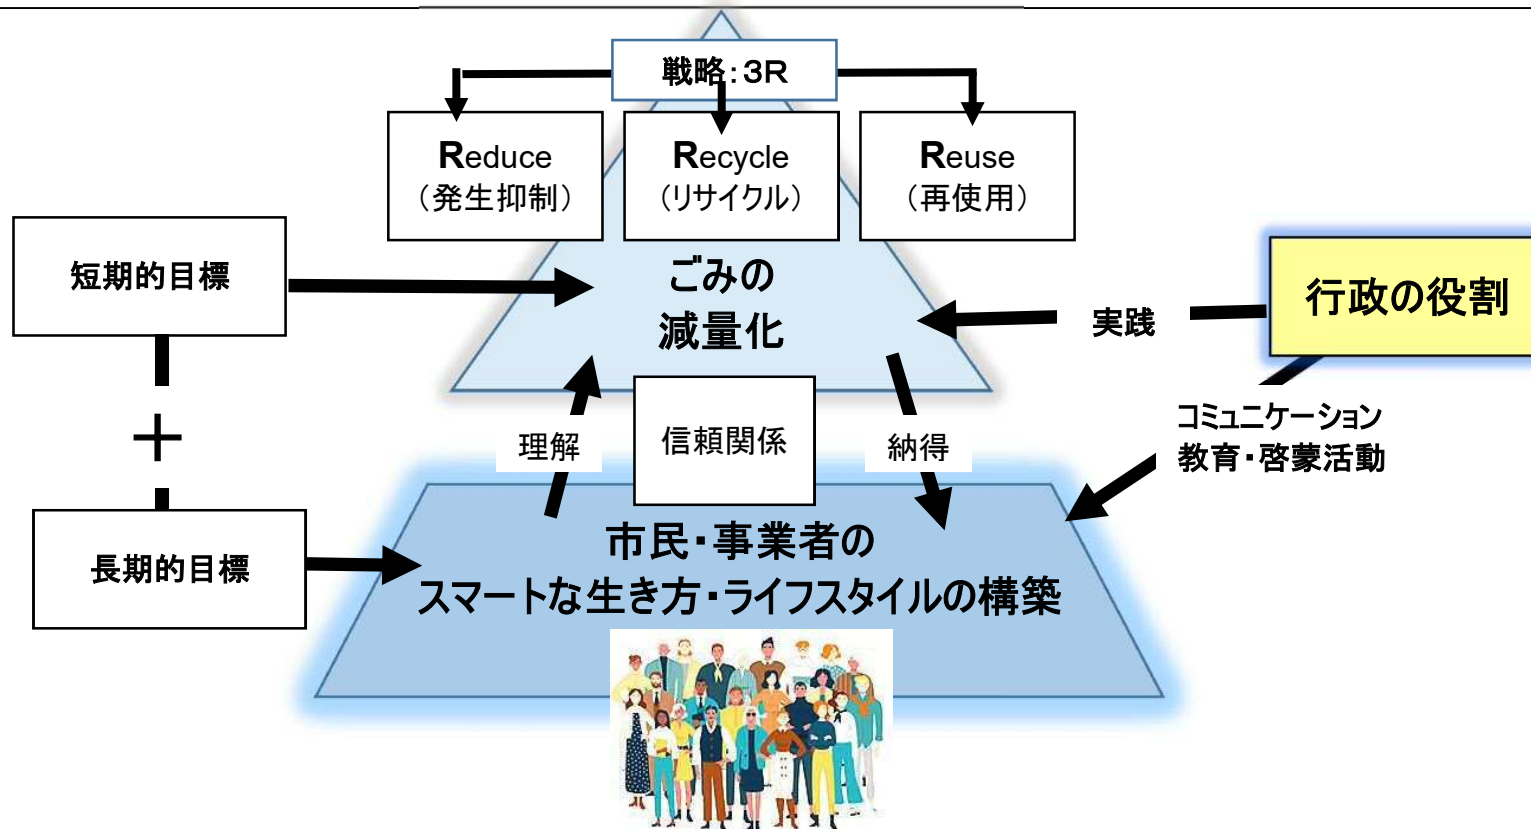 戦略：3R
Reduce
（発生抑制）
Recycle
（リサイクル）
Reuse
（再使用）
短期的目標
ごみの
減量化
行政の役割
実践
コミュニケーション
教育・啓蒙活動
理解
信頼関係
納得
＋
長期的目標
市民・事業者の
スマートな生き方・ライフスタイルの構築